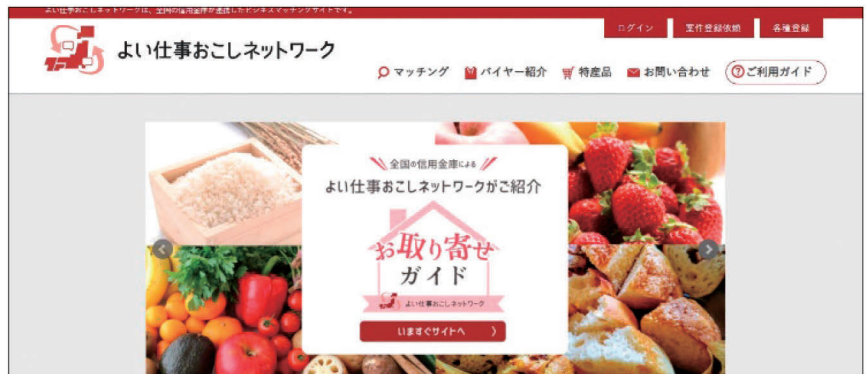 よい仕事おこしネットワークは、全国の信用金庫が連携したビジネスマッチングサイトです。
ログイン 案件登録依頼 各種登録
よい仕事おこしネットワーク
マッチング バイヤー紹介 特産品 お問い合わせ ご利用ガイド
全国の信用金庫による
よい仕事おこしネットワークがご紹介
お取り寄せ
ガイド
よい仕事おこしネットワーク
いますぐサイトへ